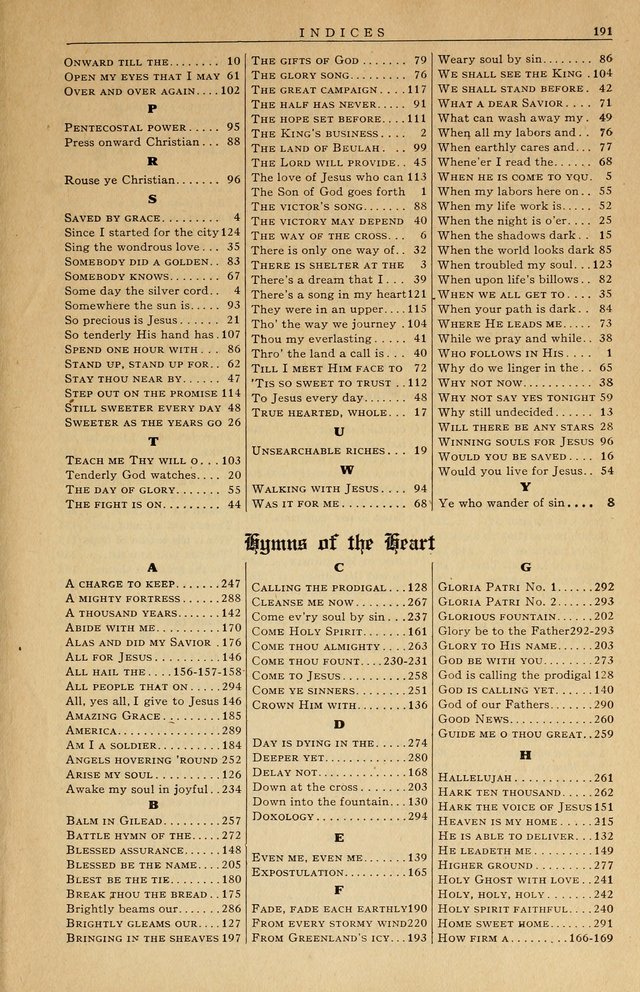 INDICES 191
ONWARD TILL THE........ 10
OPEN MY EYES THAT I MAY 61
OVER AND OVER AGAIN....102
P
PENTECOSTAL POWER..... 95
Press onward Christian... 88
R
Rouse ye Christian....... 96
S
SAVED BY GRACE......... 4
Since I started for the city 124
Sing the wondrous love... 35
SOMEBODY DID A GOLDEN.. 83
SOMEBODY KNOWS........ 67
Some day the silver cord.. 4
Somewhere the sun is..... 93
So precious is Jesus...... 21
So tenderly His hand has.107
SPEND ONE HOUR WITH... 86
STAND UP, STAND UP FOR.. 62
STAY THOU NEAR BY...... 47
STEP OUT ON THE PROMISE 114
STILL SWEETER EVERY DAY 48
SWEETER AS THE YEARS GO 26
T
TEACH ME THY WILL O...103
Tenderly God watches.... 20
THE DAY OF GLORY....... 55
THE FIGHT IS ON........ 44
THE GIFTS OF GOD....... 79
THE GLORY SONG........ 76
THE GREAT CAMPAIGN....117
THE HALF HAS NEVER..... 91
THE HOPE SET BEFORE....111
THE KING'S BUSINESS.... 2
THE LAND OF BEULAH... 99
THE LORD WILL PROVIDE.. 45
The love of Jesus who can 113
The Son of God goes forth 1
THE VICTOR'S SONG...... 88
THE VICTORY MAY DEPEND 40
THE WAY OF THE CROSS... 6
There is only one way of.. 32
THERE IS SHELTER AT THE 3
There's a dream that I... 39
There's a song in my heart 121
They were in an upper....115
Tho' the way we journey.104
Thou my everlasting..... 41
Thro' the land a call is... 40
TILL I MEET HIM FACE TO 72
'TIS SO SWEET TO TRUST..112
To Jesus every day....... 48
TRUE HEARTED, WHOLE... 17
U
UNSEARCHABLE RICHES... 19
W
WALKING WITH JESUS..... 94
WAS IT FOR ME.......... 68
Weary soul by sin........ 86
WE SHALL SEE THE KING.104
WE SHALL STAND BEFORE. 42
WHAT A DEAR SAVIOR.... 71
What can wash away my. 49
When all my labors and.. 76
When earthly cares and... 77
Whene'er I read the...... 68
WHEN HE IS COME TO YOU. 5
When my labors here on.. 55
When my life work is..... 52
When the night is o'er.... 25
When the shadows dark.. 15
When the world looks dark 85
When troubled my soul...123
When upon life's billows.. 82
WHEN WE ALL GET TO.... 35
When your path is dark.. 84
WHERE HE LEADS ME..... 73
While we pray and while.. 38
WHO FOLLOWS IN HIS.... 1
Why do we linger in the.. 65
WHY NOT NOW.......... 38
WHY NOT SAY YES TONIGHT 59
Why still undecided...... 13
WILL THERE BE ANY STARS 28
WINNING SOULS FOR JESUS 96
WOULD YOU BE SAVED.... 16
Would you live for Jesus.. 54
Y
Ye who wander of sin.... 8
Hymns of the Heart
A
A CHARGE TO KEEP.......247
A MIGHTY FORTRESS......288
A THOUSAND YEARS......142
ABIDE WITH ME..........170
ALAS AND DID MY SAVIOR.176
ALL FOR JESUS..........146
ALL HAIL THE....156-157-158
ALL PEOPLE THAT ON.....294
All, yes all, I give to Jesus 146
AMAZING GRACE.........185
AMERICA...............289
AM I A SOLDIER.........184
ANGELS HOVERING 'ROUND 252
ARISE MY SOUL..........126
Awake my soul in joyful..234
B
BALM IN GILEAD.........257
BATTLE HYMN OF THE....272
BLESSED ASSURANCE......148
BLESSED BE THE NAME....205
BLEST BE THE TIE........180
BREAK THOU THE BREAD..175
Brightly beams our.......286
BRIGHTLY GLEAMS OUR...127
BRINGING IN THE SHEAVES 197
C
CALLING THE PRODIGAL...128
CLEANSE ME NOW........267
Come ev'ry soul by sin...237
COME HOLY SPIRIT.......161
COME THOU ALMIGHTY....263
COME THOU FOUNT....230-231
COME TO JESUS..........258
COME YE SINNERS........251
CROWN HIM WITH........136
D
DAY IS DYING IN THE.....274
DEEPER YET.............280
DELAY NOT.............168
Down at the cross.......203
Down into the fountain...130
DOXOLOGY..............294
E
EVEN ME, EVEN ME.......139
EXPOSTULATION..........165
F
FADE, FADE EACH EARTHLY 190
FROM EVERY STORMY WIND 220
FROM GREENLAND'S ICY...193
G
GLORIA PATRI NO. 1......292
GLORIA PATRI NO. 2......293
GLORIOUS FOUNTAIN......202
Glory be to the Father 292-293
GLORY TO HIS NAME......203
GOD BE WITH YOU.......273
God is calling the prodigal 128
GOD IS CALLING YET......140
God of our Fathers.......290
GOOD NEWS.............260
GUIDE ME O THOU GREAT..259
H
HALLELUJAH............261
HARK TEN THOUSAND.....262
HARK THE VOICE OF JESUS 151
HEAVEN IS MY HOME.....215
HE IS ABLE TO DELIVER...132
HE LEADETH ME.........149
HIGHER GROUND.........277
HOLY GHOST WITH LOVE...241
HOLY, HOLY, HOLY.......242
HOLY SPIRIT FAITHFUL....240
HOME SWEET HOME......291
HOW FIRM A........166-169